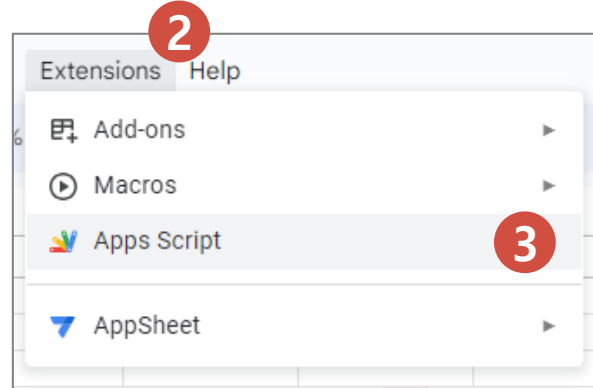 2
Extensions Help
%
Add-ons
Macros
Apps Script
3
AppSheet